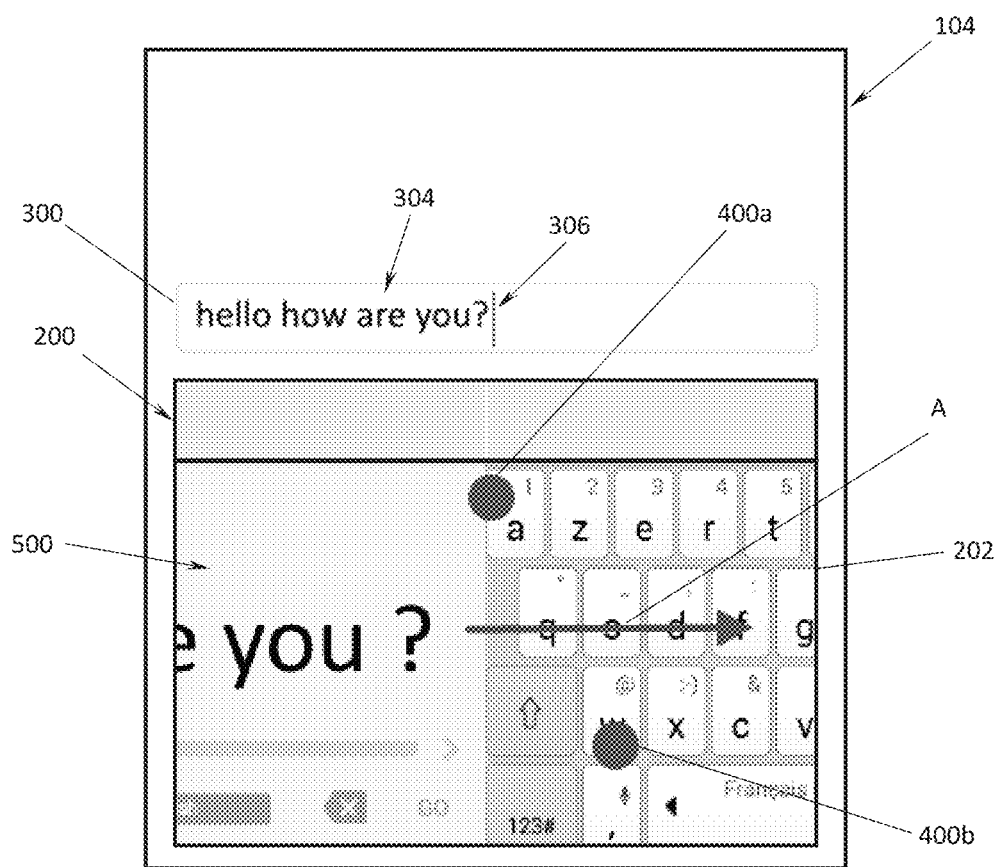 104
304
300
306
400a
hello how are you?
200
A
1 2 3 4 5
a z e r t
500
202
e you ?
q s d f g
@ :-) &
w x c v
GO
Français
123#
,
400b